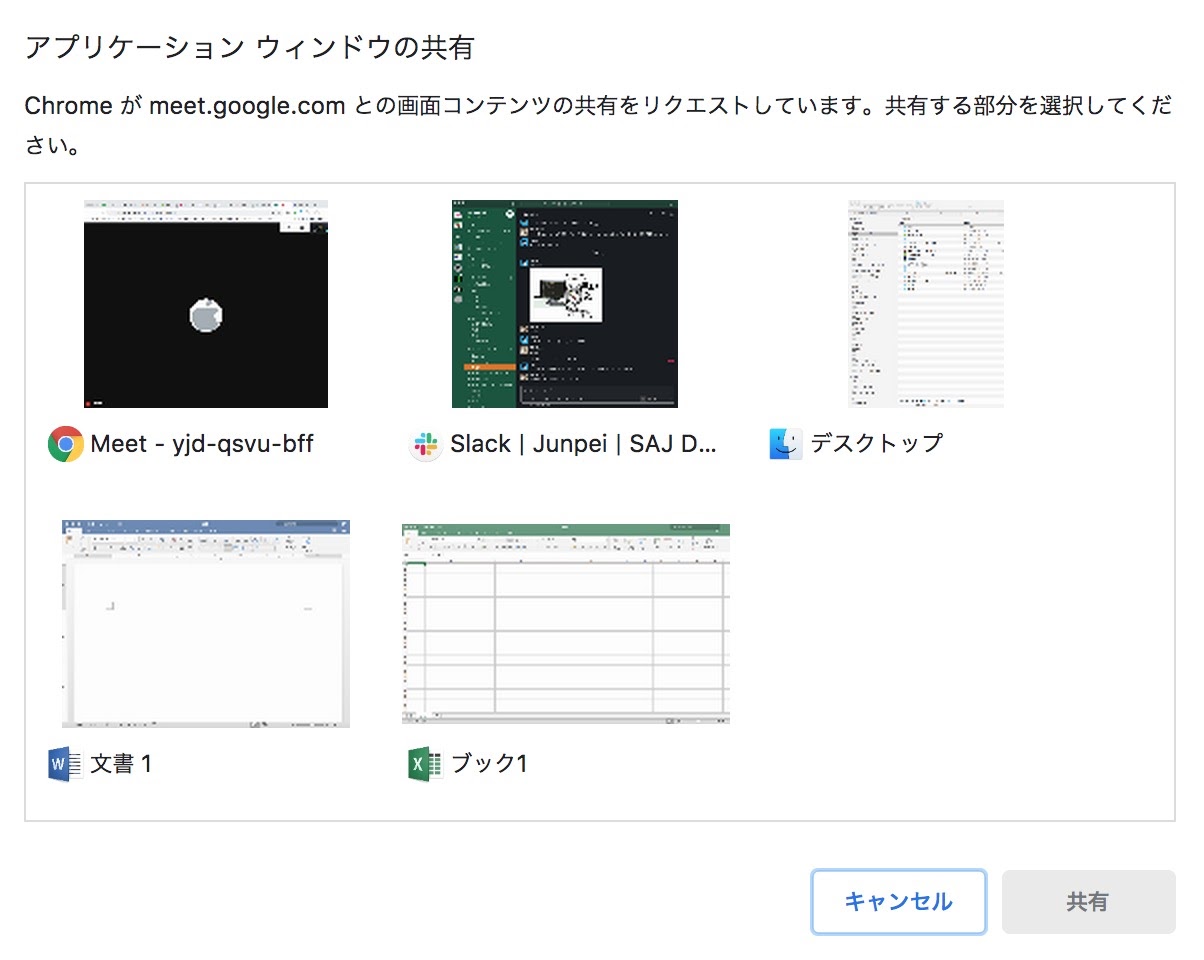 アプリケーション ウィンドウの共有
Chrome が meet.google.com との画面コンテンツの共有をリクエストしています。共有する部分を選択してくだ
さい。
Meet - yjd-qsvu-bff
Slack | Junpei | SAJ D...
デスクトップ
文書 1
ブック1
キャンセル
共有